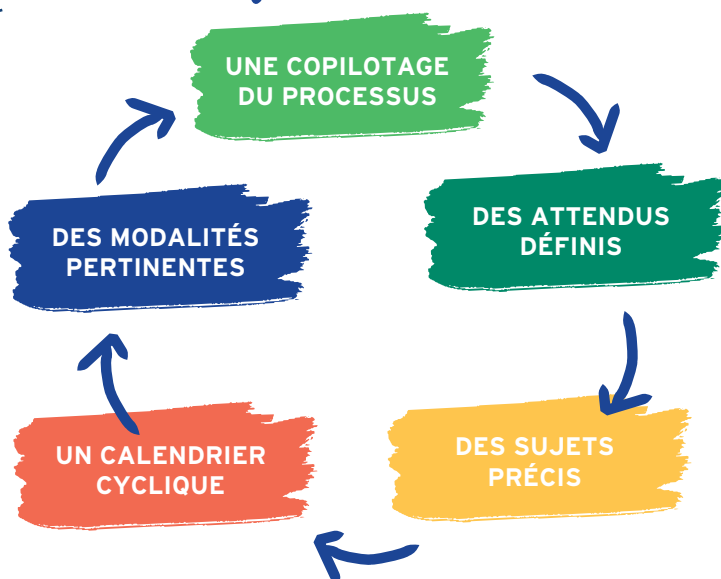 UNE COPILOTAGE
DU PROCESSUS
DES ATTENDUS
DÉFINIS
DES SUJETS
PRÉCIS
UN CALENDRIER
CYCLIQUE
DES MODALITÉS
PERTINENTES